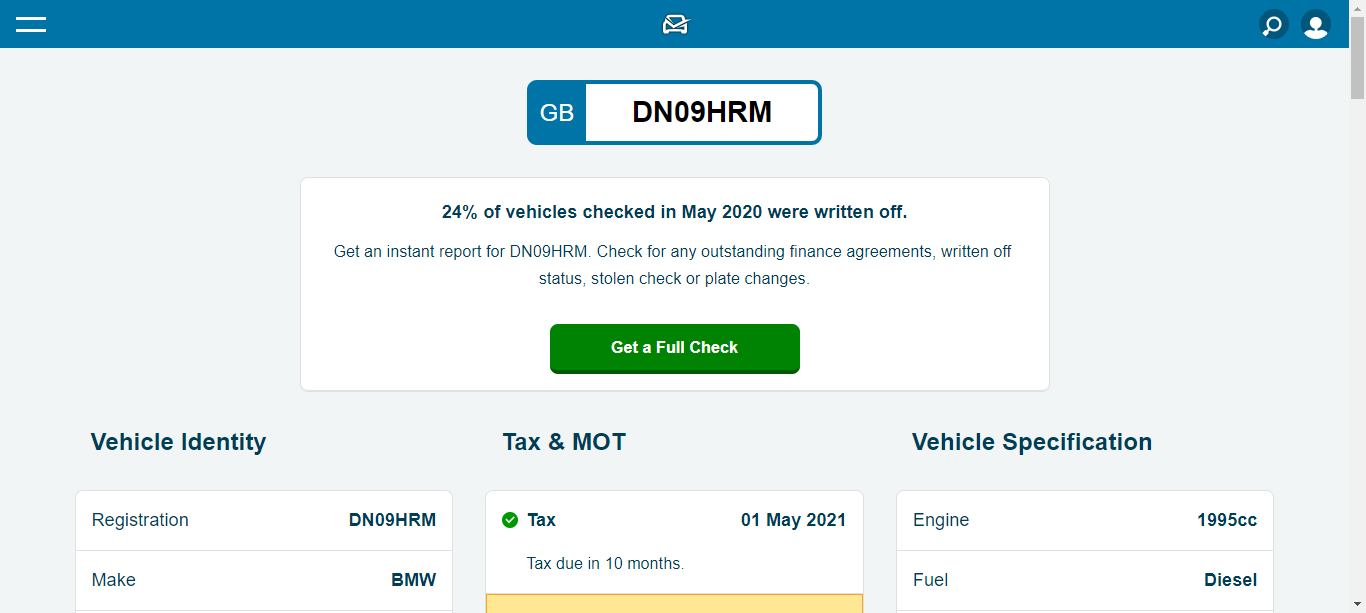 GB DN09HRM
24% of vehicles checked in May 2020 were written off.
Get an instant report for DN09HRM. Check for any outstanding finance agreements, written off
status, stolen check or plate changes.
Get a Full Check
Vehicle Identity
Registration DN09HRM
Make BMW
Tax & MOT
Tax 01 May 2021
Tax due in 10 months.
Vehicle Specification
Engine 1995cc
Fuel Diesel